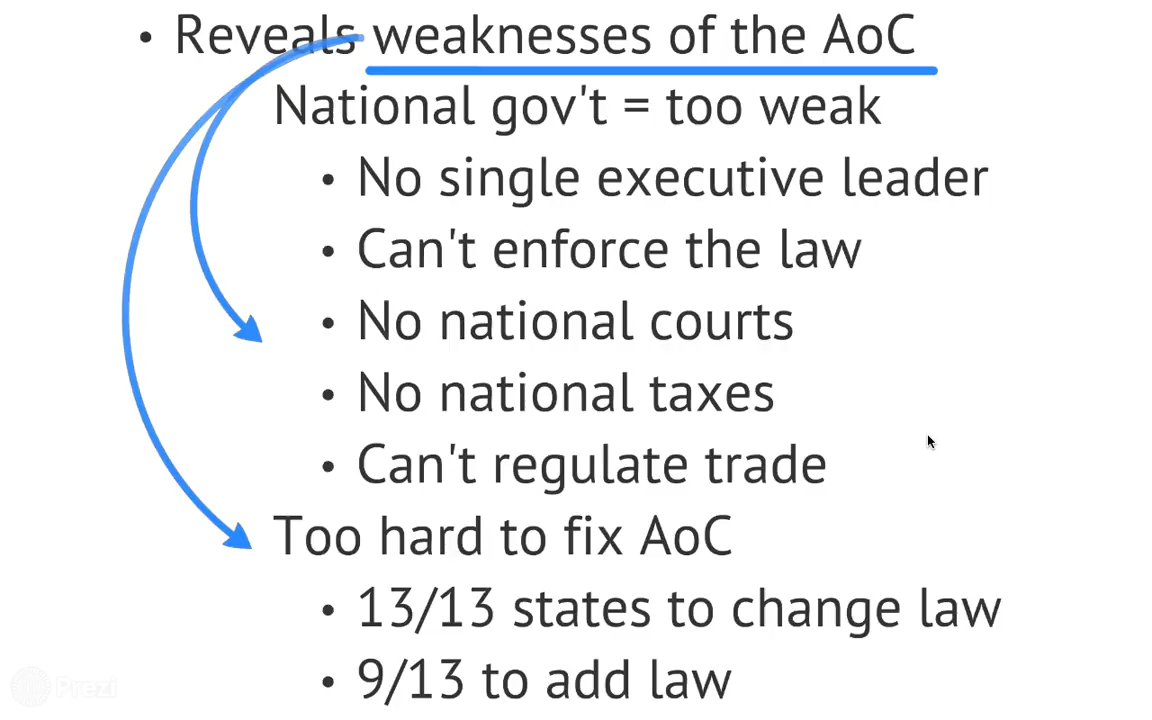 • Reveals weaknesses of the AoC
National gov't = too weak
• No single executive leader
• Can't enforce the law
• No national courts
• No national taxes
• Can't regulate trade
Too hard to fix AoC
• 13/13 states to change law
• 9/13 to add law
Prezi